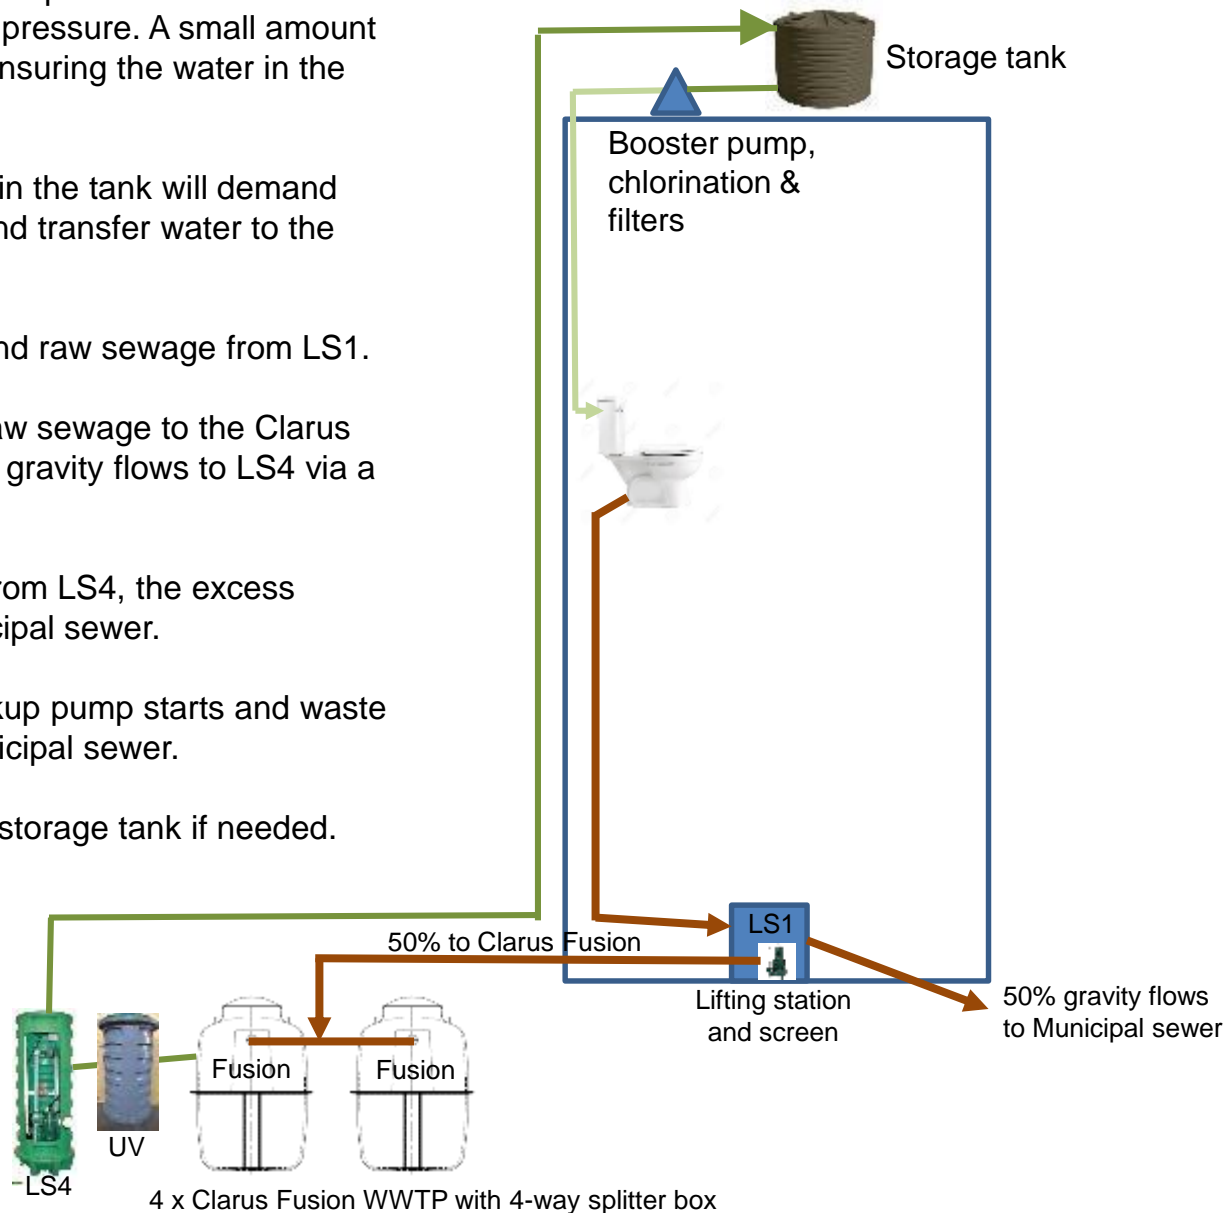 pressure. A small amount
nsuring the water in the
in the tank will demand
nd transfer water to the
nd raw sewage from LS1.
aw sewage to the Clarus
gravity flows to LS4 via a
rom LS4, the excess
cipal sewer.
kup pump starts and waste
icipal sewer.
storage tank if needed.
Storage tank
Booster pump,
chlorination &
filters
LS1
50% to Clarus Fusion
Lifting station
and screen
50% gravity flows
to Municipal sewer
Fusion
Fusion
UV
LS4
4 x Clarus Fusion WWTP with 4-way splitter box